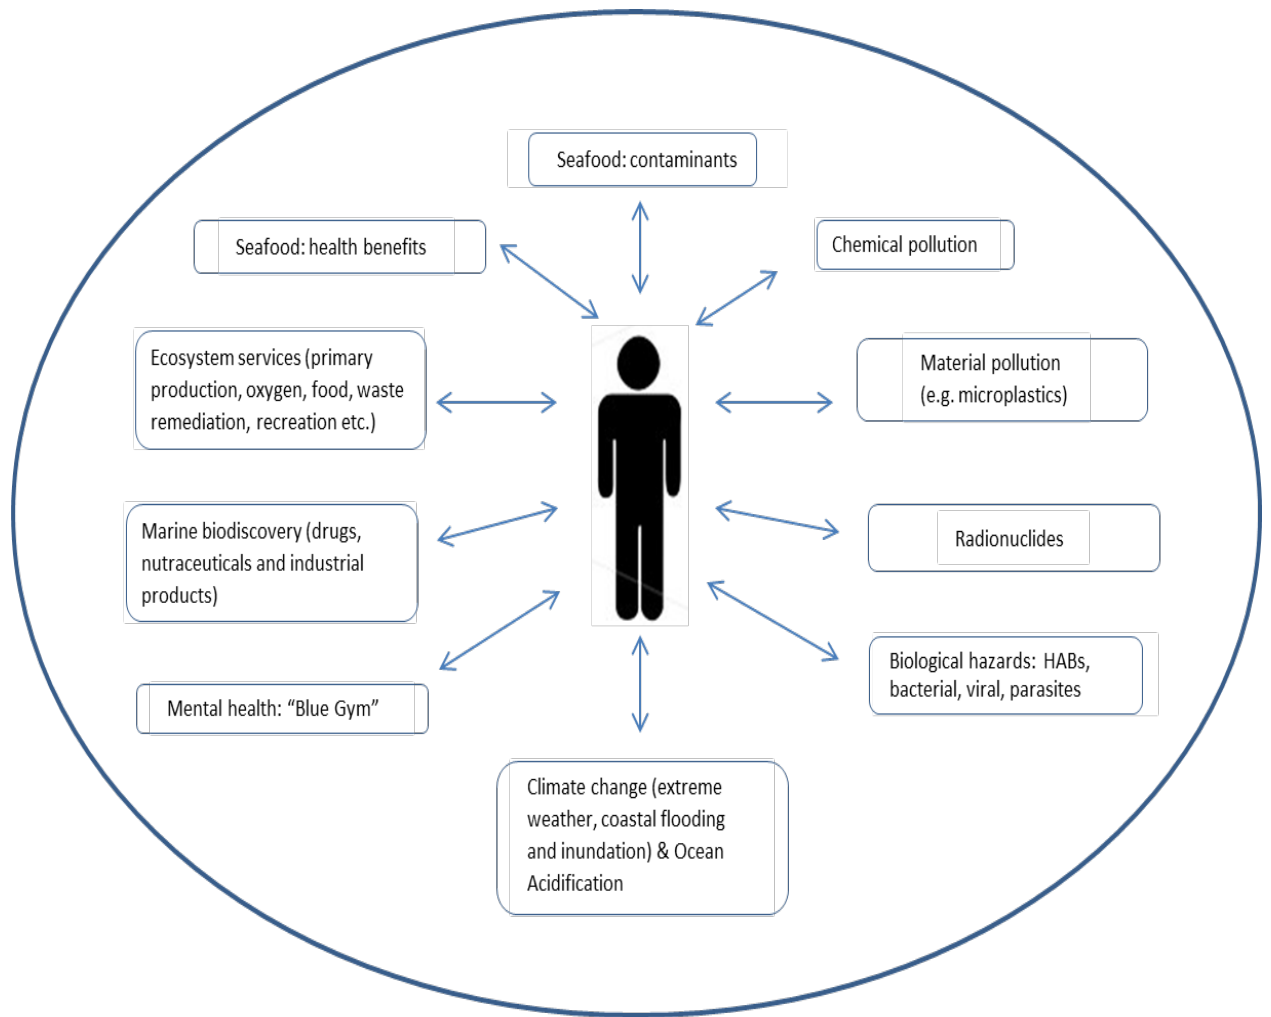 Seafood: contaminants
Seafood: health benefits
Chemical pollution
Ecosystem services (primary
production, oxygen, food, waste
remediation, recreation etc.)
Material pollution
(e.g. microplastics)
Marine biodiscovery (drugs,
nutraceuticals and industrial
products)
Radionuclides
Biological hazards: HABs,
bacterial, viral, parasites
Mental health: “Blue Gym”
Climate change (extreme
weather, coastal flooding
and inundation) & Ocean
Acidification